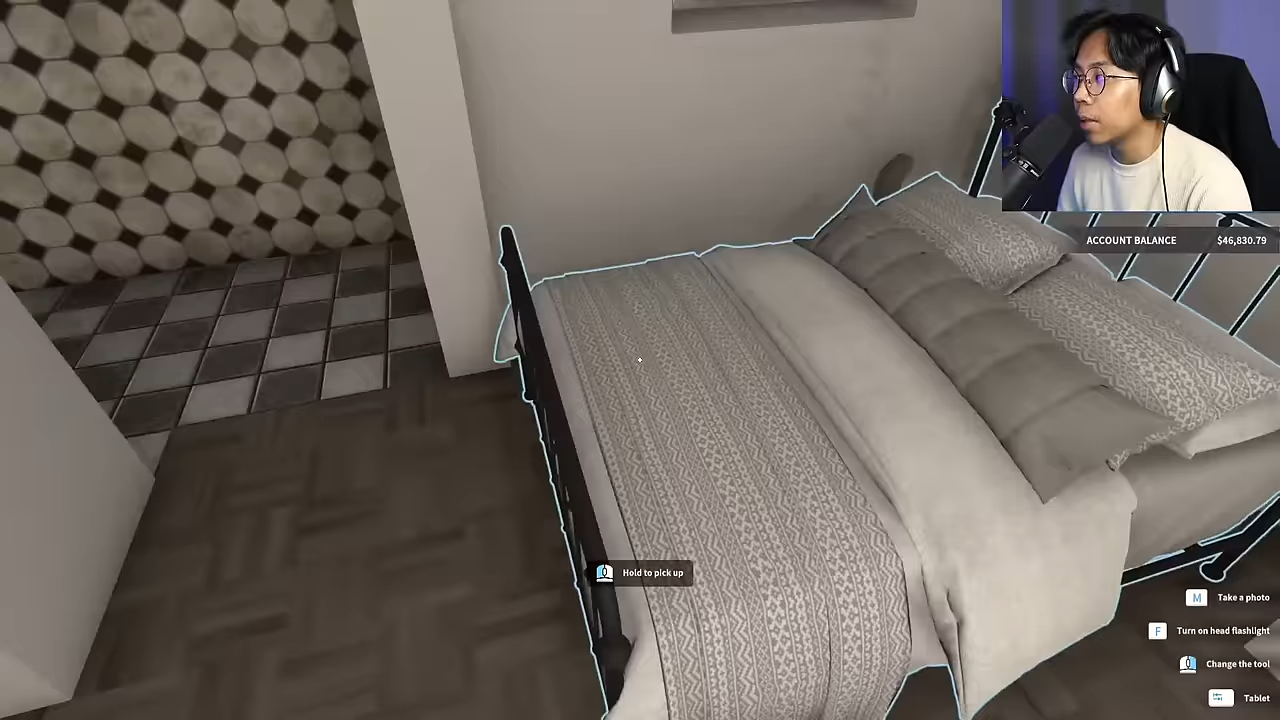 ACCOUNT BALANCE $46,830.79
Hold to pick up
M Take a photo
F Turn on head flashlight
Change the tool
Tablet